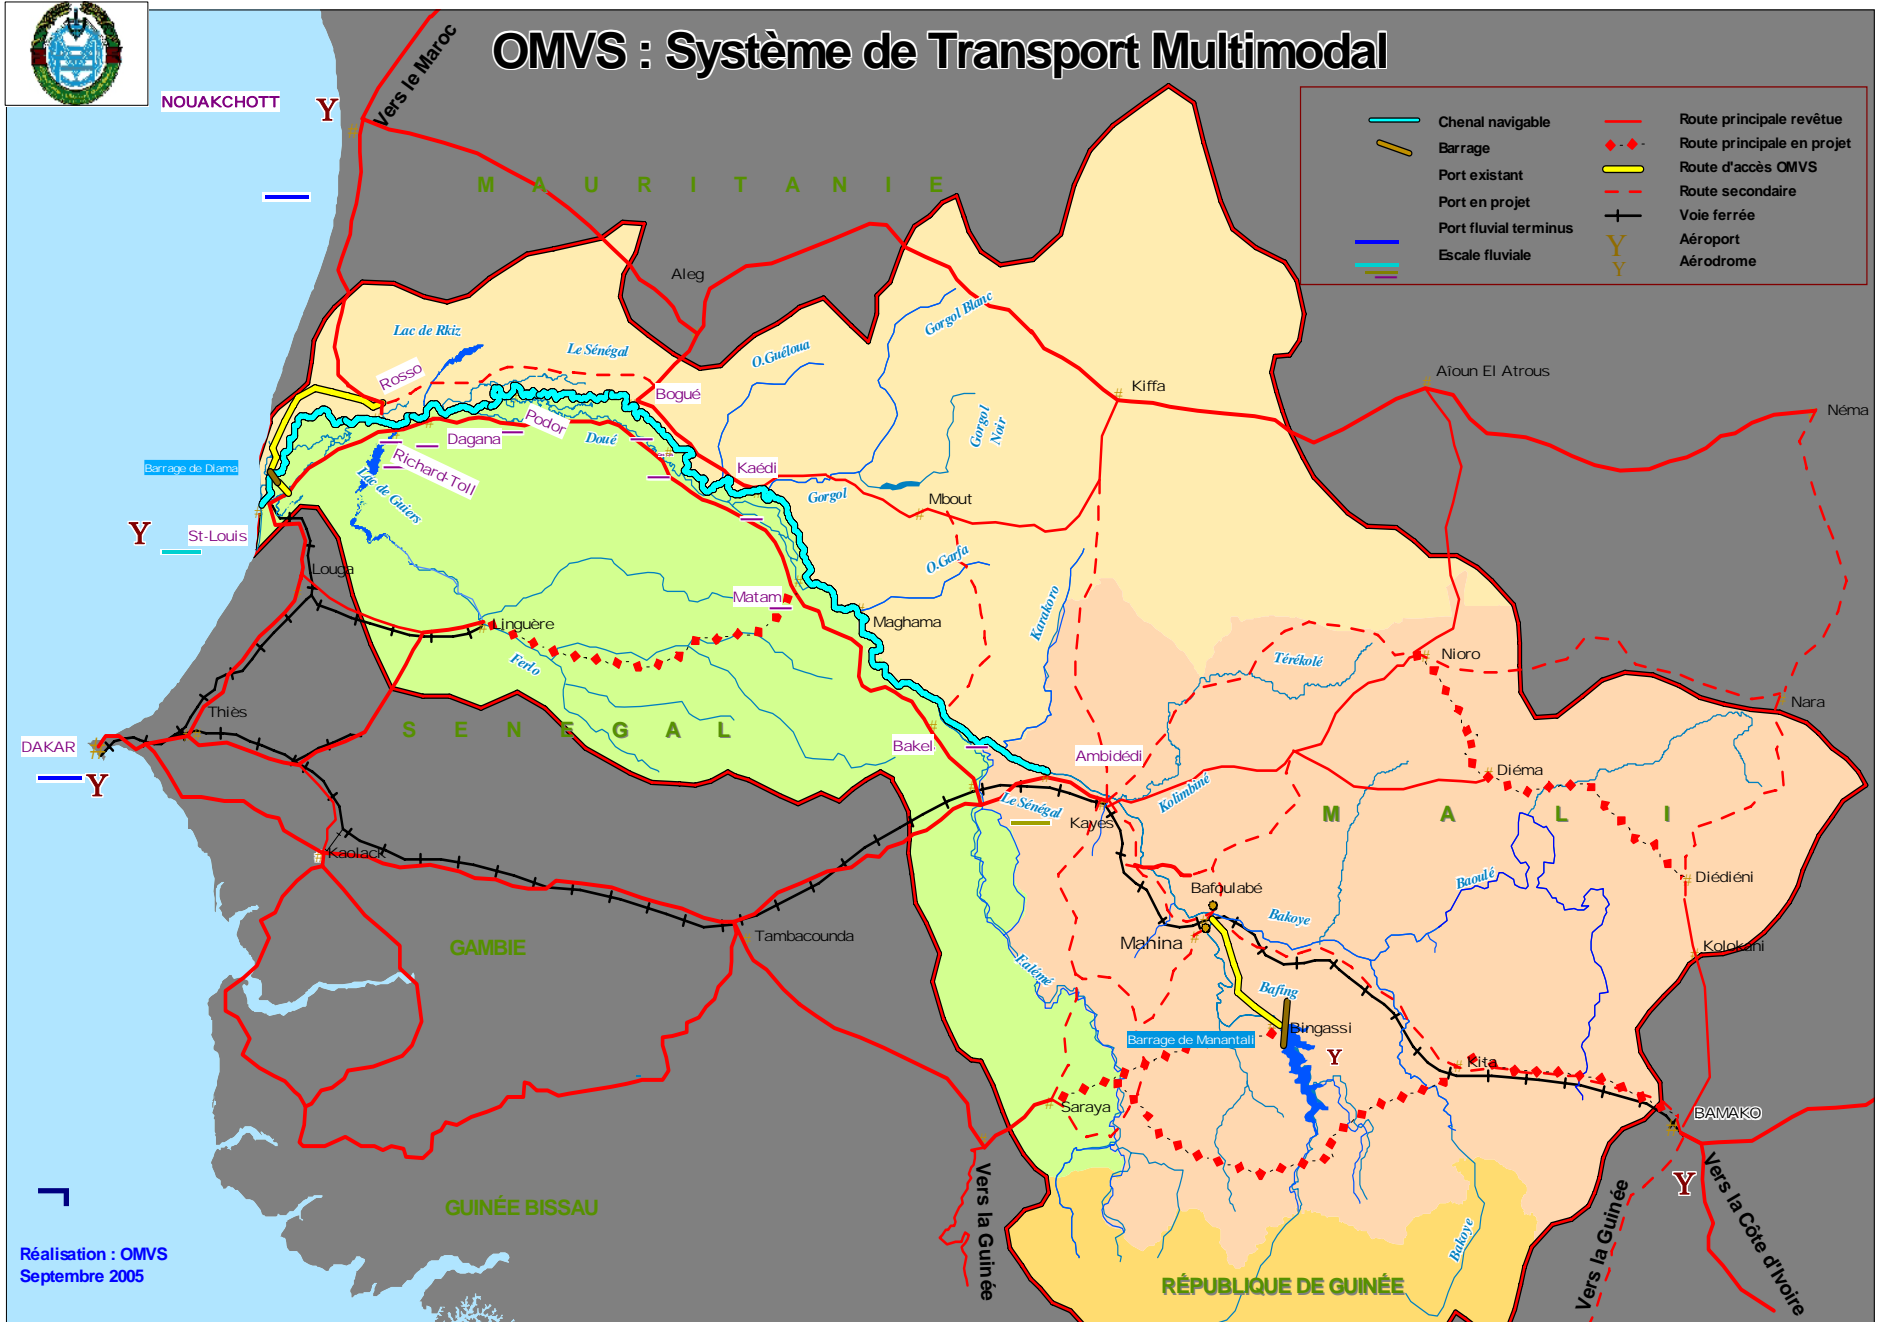 OMVS : Système de Transport Multimodal
NOUAKCHOTT
Y
Vers le Maroc
Chenal navigable
Barrage
Port existant
Port en projet
Port fluvial terminus
Escale fluviale
Route principale revêtue
Route principale en projet
Route d'accès OMVS
Route secondaire
Voie ferrée
Y
Aéroport
Y
Aérodrome
MAURITANIE
Aleg
Lac de Rkiz
Le Sénégal
O.Guéloua
Gorgol Blanc
Rosso
Bogué
Kiffa
Aîoun El Atrous
Néma
Podor
Dagana
Doué
Gorgol
Noir
Richard-Toll
Barrage de Diama
Lac de Guiers
Kaédi
Gorgol
Mbout
Y
St-Louis
O.Garfa
Louga
Matam
Karakoro
Linguère
Maghama
Térékolé
Nioro
Ferlo
Nara
Thiès
SENEGAL
DAKAR
Y
Bakel
Ambidédi
Diéma
Le Sénégal
Kolimbiné
Kayes
MALI
Kaolack
Baoulé
Diédiéni
Bafoulabé
Bakoye
Tambacounda
Mahina
Kolokani
GAMBIE
Falémé
Bafing
Bingassi
Barrage de Manantali
Y
Kita
Saraya
BAMAKO
Y
Vers la Guinée
Vers la Guinée
Vers la Côte d'Ivoire
GUINÉE BISSAU
Bakoye
RÉPUBLIQUE DE GUINÉE
Réalisation : OMVS
Septembre 2005